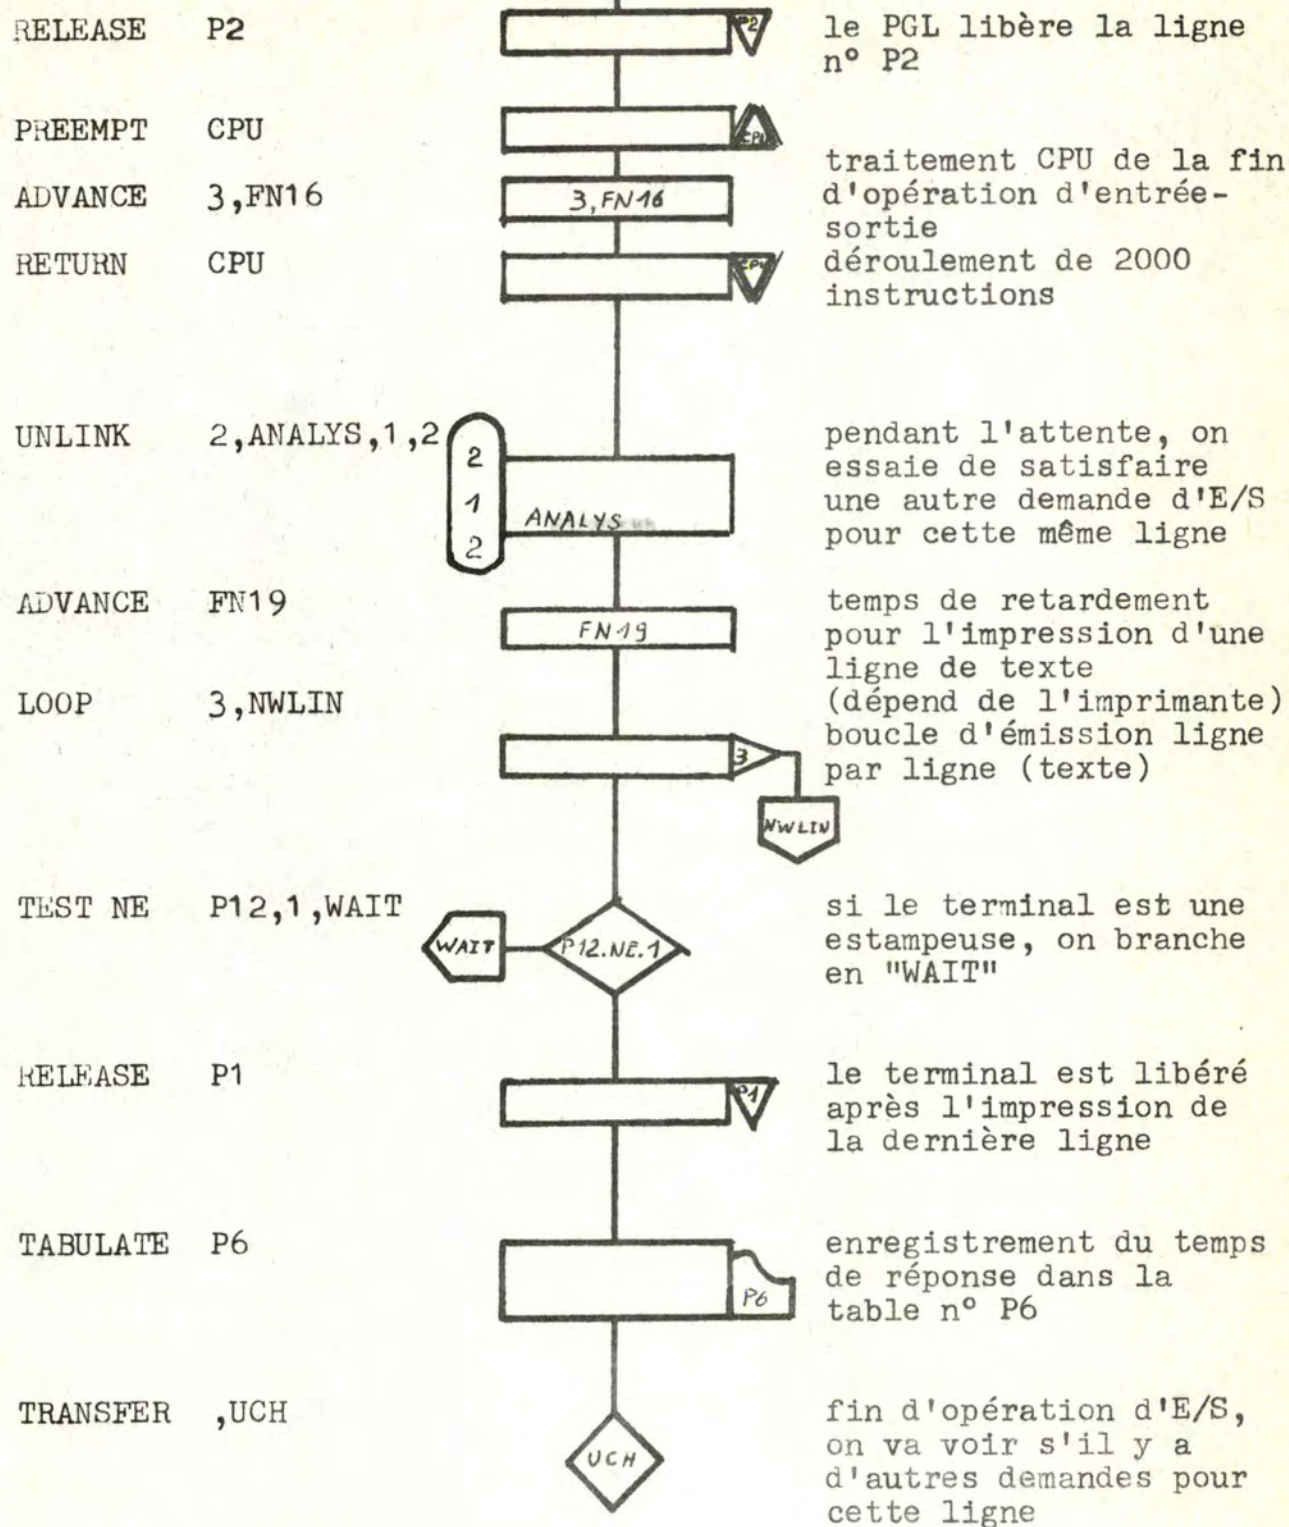 RELEASE P2 P2 le PGL libère la ligne
n° P2
PREEMPT CPU CPU
traitement CPU de la fin
ADVANCE 3,FN16 3,FN16 d'opération d'entrée-
sortie
RETURN CPU CPU déroulement de 2000
instructions
UNLINK 2,ANALYS,1,2 pendant l'attente, on
2 essaie de satisfaire
1 une autre demande d'E/S
ANALYS
2 pour cette même ligne
ADVANCE FN19 temps de retardement
FN19 pour l'impression d'une
ligne de texte
LOOP 3,NWLIN (dépend de l'imprimante)
3 boucle d'émission ligne
par ligne (texte)
NWLIN
TEST NE P12,1,WAIT si le terminal est une
WAIT P12.NE.1 estampeuse, on branche
en "WAIT"
RELEASE P1 P1 le terminal est libéré
après l'impression de
la dernière ligne
TABULATE P6 enregistrement du temps
de réponse dans la
P6 table n° P6
TRANSFER ,UCH fin d'opération d'E/S,
UCH on va voir s'il y a
d'autres demandes pour
cette ligne